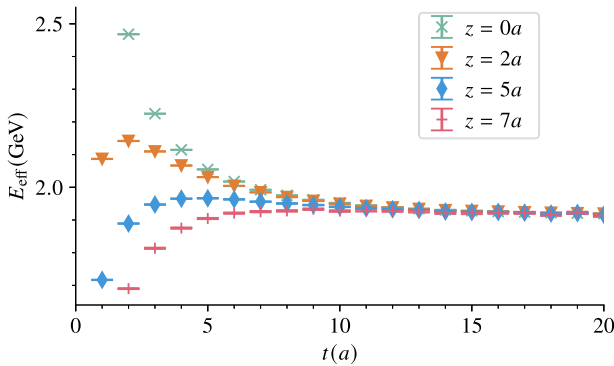 2.5
2.0
E_eff(GeV)
z = 0a
z = 2a
z = 5a
z = 7a
0 5 10 15 20
t(a)